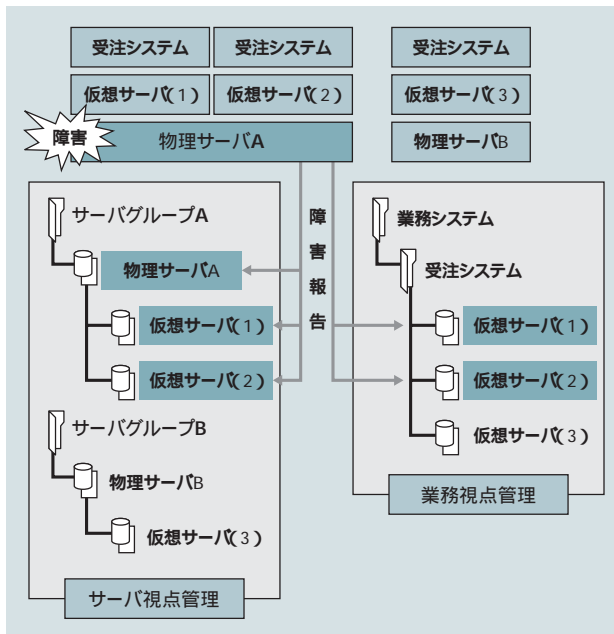 受注システム
受注システム
受注システム
仮想サーバ(1)
仮想サーバ(2)
仮想サーバ(3)
障害
物理サーバA
物理サーバB
サーバグループA
物理サーバA
仮想サーバ(1)
仮想サーバ(2)
サーバグループB
物理サーバB
仮想サーバ(3)
サーバ視点管理
障害報告
業務システム
受注システム
仮想サーバ(1)
仮想サーバ(2)
仮想サーバ(3)
業務視点管理